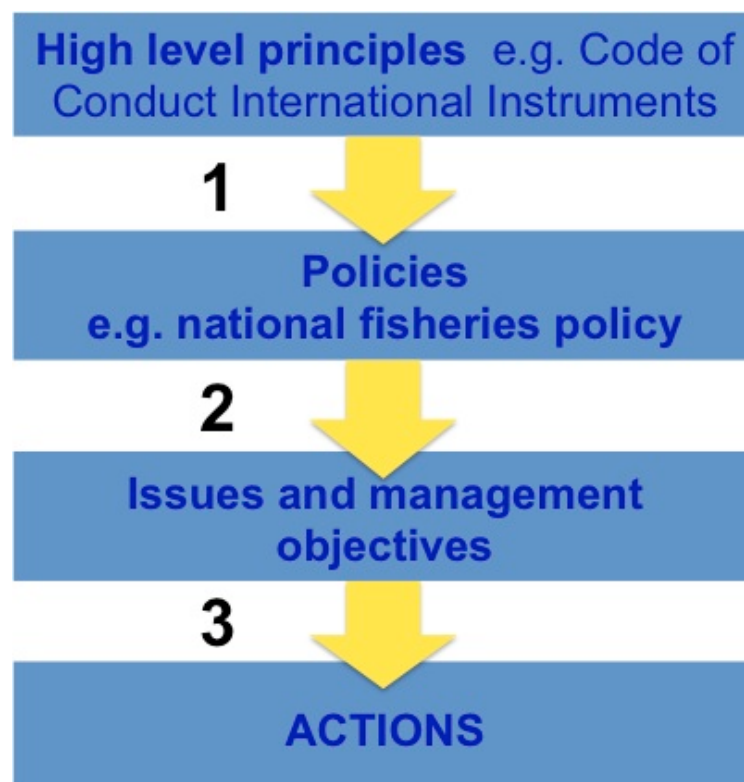 High level principles e.g. Code of
Conduct International Instruments
1
Policies
e.g. national fisheries policy
2
Issues and management
objectives
3
ACTIONS